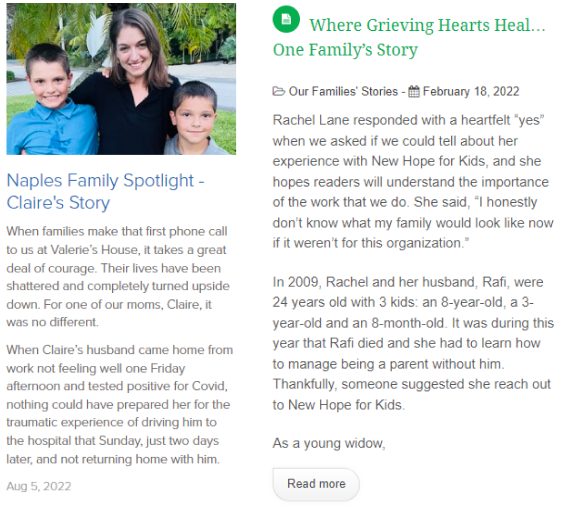 Naples Family Spotlight -
Claire's Story
When families make that first phone call
to us at Valerie's House, it takes a great
deal of courage. Their lives have been
shattered and completely turned upside
down. For one of our moms, Claire, it
was no different.
When Claire's husband came home from
work not feeling well one Friday
afternoon and tested positive for Covid,
nothing could have prepared her for the
traumatic experience of driving him to
the hospital that Sunday, just two days
later, and not returning home with him.
Aug 5, 2022
Where Grieving Hearts Heal…
One Family’s Story
Our Families’ Stories - February 18, 2022
Rachel Lane responded with a heartfelt “yes”
when we asked if we could tell about her
experience with New Hope for Kids, and she
hopes readers will understand the importance
of the work that we do. She said, “I honestly
don’t know what my family would look like now
if it weren’t for this organization.”
In 2009, Rachel and her husband, Rafi, were
24 years old with 3 kids: an 8-year-old, a 3-
year-old and an 8-month-old. It was during this
year that Rafi died and she had to learn how
to manage being a parent without him.
Thankfully, someone suggested she reach out
to New Hope for Kids.
As a young widow,
Read more